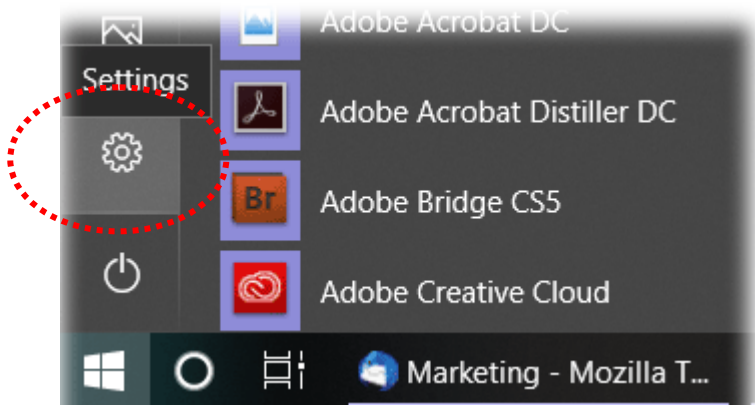 Adobe Acrobat DC
Settings
Adobe Acrobat Distiller DC
Br
Adobe Bridge CS5
Adobe Creative Cloud
Marketing - Mozilla T...